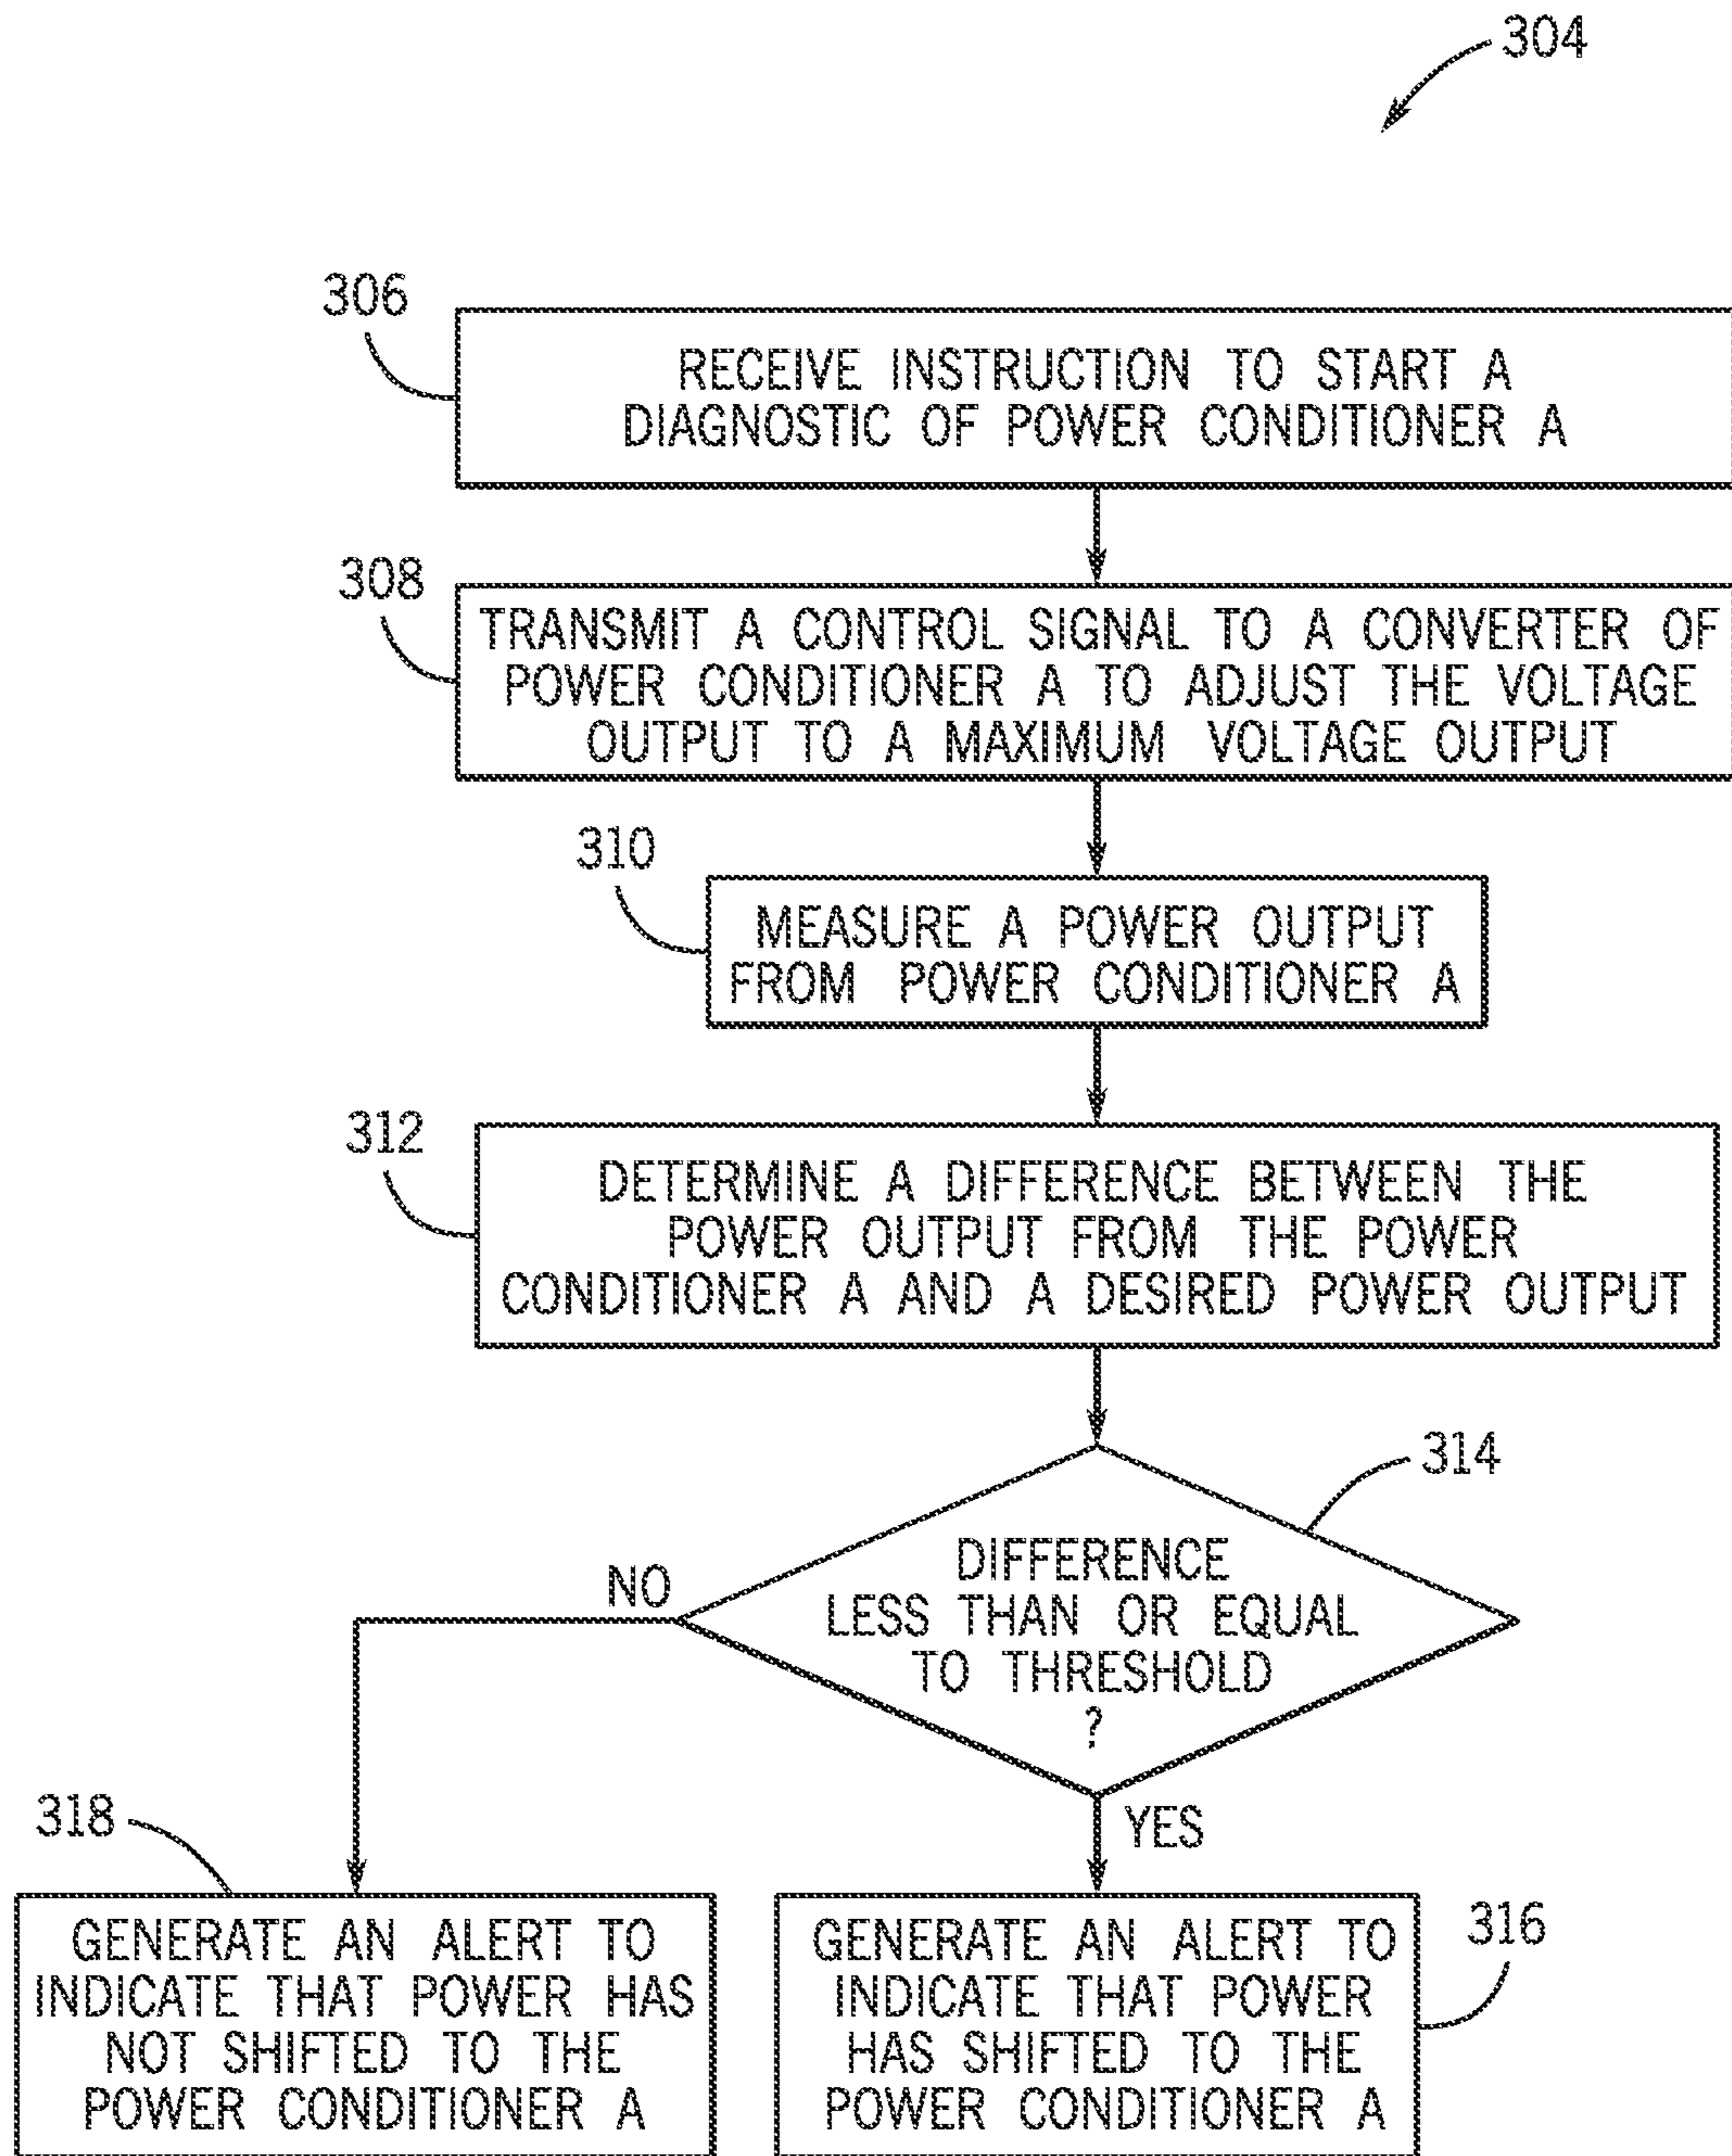 304
306
RECEIVE INSTRUCTION TO START A
DIAGNOSTIC OF POWER CONDITIONER A
308
TRANSMIT A CONTROL SIGNAL TO A CONVERTER OF
POWER CONDITIONER A TO ADJUST THE VOLTAGE
OUTPUT TO A MAXIMUM VOLTAGE OUTPUT
310
MEASURE A POWER OUTPUT
FROM POWER CONDITIONER A
312
DETERMINE A DIFFERENCE BETWEEN THE
POWER OUTPUT FROM THE POWER
CONDITIONER A AND A DESIRED POWER OUTPUT
314
DIFFERENCE
LESS THAN OR EQUAL
TO THRESHOLD
?
NO
YES
318
GENERATE AN ALERT TO
INDICATE THAT POWER HAS
NOT SHIFTED TO THE
POWER CONDITIONER A
316
GENERATE AN ALERT TO
INDICATE THAT POWER
HAS SHIFTED TO THE
POWER CONDITIONER A